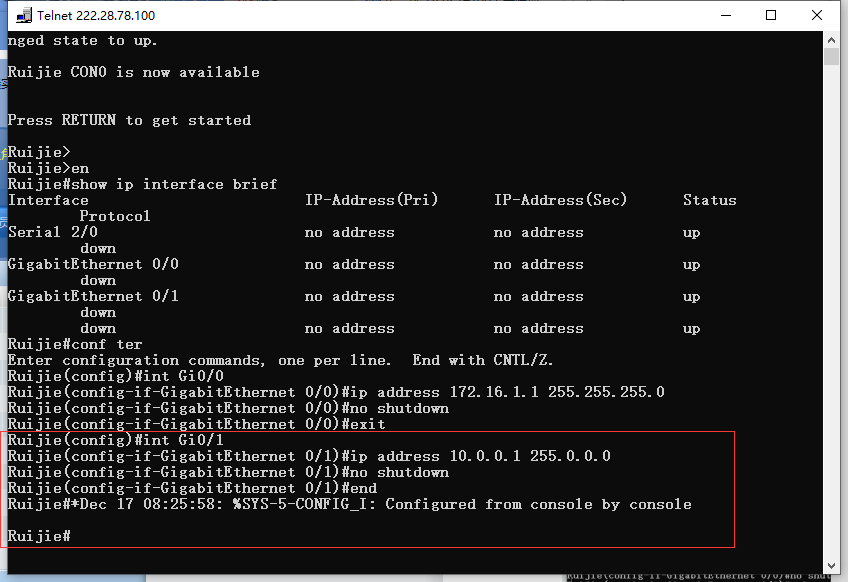 Telnet 222.28.78.100
nged state to up.
Ruijie CON0 is now available
Press RETURN to get started
Ruijie>
Ruijie>en
Ruijie#show ip interface brief
Interface IP-Address(Pri) IP-Address(Sec) Status
Protocol
Serial 2/0 no address no address up
down
GigabitEthernet 0/0 no address no address up
down
GigabitEthernet 0/1 no address no address up
down
down no address no address up
Ruijie#conf ter
Enter configuration commands, one per line. End with CNTL/Z.
Ruijie(config)#int Gi0/0
Ruijie(config-if-GigabitEthernet 0/0)#ip address 172.16.1.1 255.255.255.0
Ruijie(config-if-GigabitEthernet 0/0)#no shutdown
Ruijie(config-if-GigabitEthernet 0/0)#exit
Ruijie(config)#int Gi0/1
Ruijie(config-if-GigabitEthernet 0/1)#ip address 10.0.0.1 255.0.0.0
Ruijie(config-if-GigabitEthernet 0/1)#no shutdown
Ruijie(config-if-GigabitEthernet 0/1)#end
Ruijie#*Dec 17 08:25:58: %SYS-5-CONFIG_I: Configured from console by console
Ruijie#
Ruijie(config-if-GigabitEthernet 0/0)#no shut